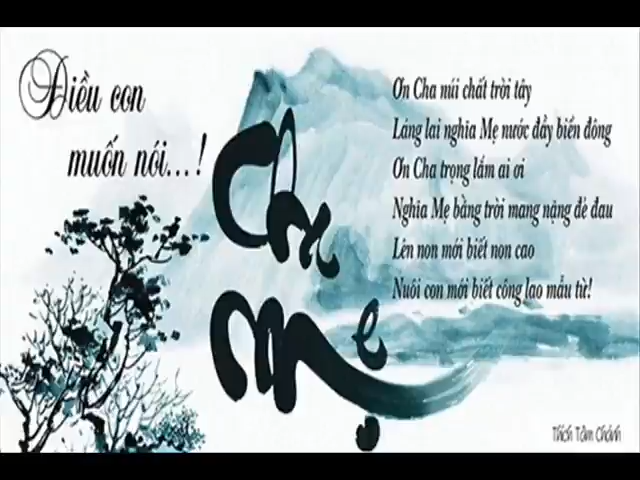 Điều con
muốn nói...!
Cha
Mẹ
Ơn Cha núi chất trời tây
Láng lai nghĩa Mẹ nước đầy biển đông
Ơn Cha trọng lắm ai ơi
Nghĩa Mẹ bằng trời mang nặng đẻ đau
Lên non mới biết non cao
Nuôi con mới biết công lao mẫu từ!
Thích Tâm Chánh